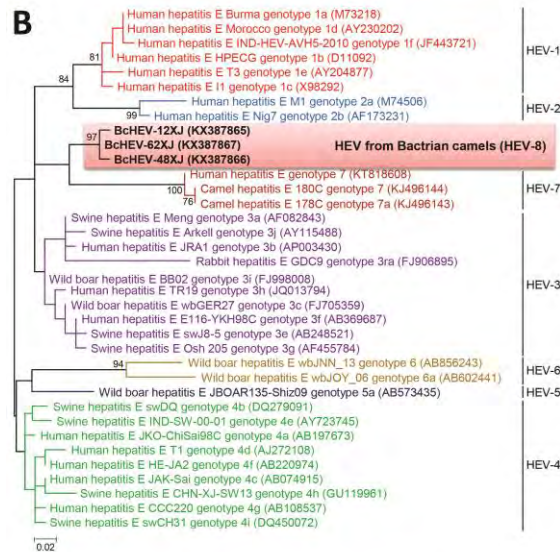 B
Human hepatitis E Burma genotype 1a (M73218)
Human hepatitis E Morocco genotype 1d (AY230202)
Human hepatitis E IND-HEV-AVH5-2010 genotype 1f (JF443721)
81
Human hepatitis E HPECG genotype 1b (D11092)
HEV-1
Human hepatitis E T3 genotype 1e (AY204877)
84
Human hepatitis E I1 genotype 1c (X98292)
Human hepatitis E M1 genotype 2a (M74506)
HEV-2
99
Human hepatitis E Nig7 genotype 2b (AF173231)
BcHEV-12XJ (KX387865)
97
BcHEV-62XJ (KX387867)
HEV from Bactrian camels (HEV-8)
BcHEV-48XJ (KX387866)
Human hepatitis E genotype 7 (KT818608)
100
Camel hepatitis E 180C genotype 7 (KJ496144)
HEV-7
76
Camel hepatitis E 178C genotype 7a (KJ496143)
Swine hepatitis E Meng genotype 3a (AF082843)
Swine hepatitis E Arkell genotype 3j (AY115488)
Human hepatitis E JRA1 genotype 3b (AP003430)
Rabbit hepatitis E GDC9 genotype 3ra (FJ906895)
Wild boar hepatitis E BB02 genotype 3i (FJ998008)
HEV-3
Human hepatitis E TR19 genotype 3h (JQ013794)
Wild boar hepatitis E wbGER27 genotype 3c (FJ705359)
Human hepatitis E E116-YKH98C genotype 3f (AB369687)
Swine hepatitis E swJ8-5 genotype 3e (AB248521)
Swine hepatitis E Osh 205 genotype 3g (AF455784)
94
Wild boar hepatitis E wbJNN_13 genotype 6 (AB856243)
HEV-6
Wild boar hepatitis E wbJOY_06 genotype 6a (AB602441)
Wild boar hepatitis E JBOAR135-Shiz09 genotype 5a (AB573435)
HEV-5
Swine hepatitis E swDQ genotype 4b (DQ279091)
Swine hepatitis E IND-SW-00-01 genotype 4e (AY723745)
Human hepatitis E JKO-ChiSai98C genotype 4a (AB197673)
Human hepatitis E T1 genotype 4d (AJ272108)
Human hepatitis E HE-JA2 genotype 4f (AB220974)
HEV-4
Human hepatitis E JAK-Sai genotype 4c (AB074915)
Swine hepatitis E CHN-XJ-SW13 genotype 4h (GU119961)
Human hepatitis E CCC220 genotype 4g (AB108537)
Swine hepatitis E swCH31 genotype 4i (DQ450072)
0.02